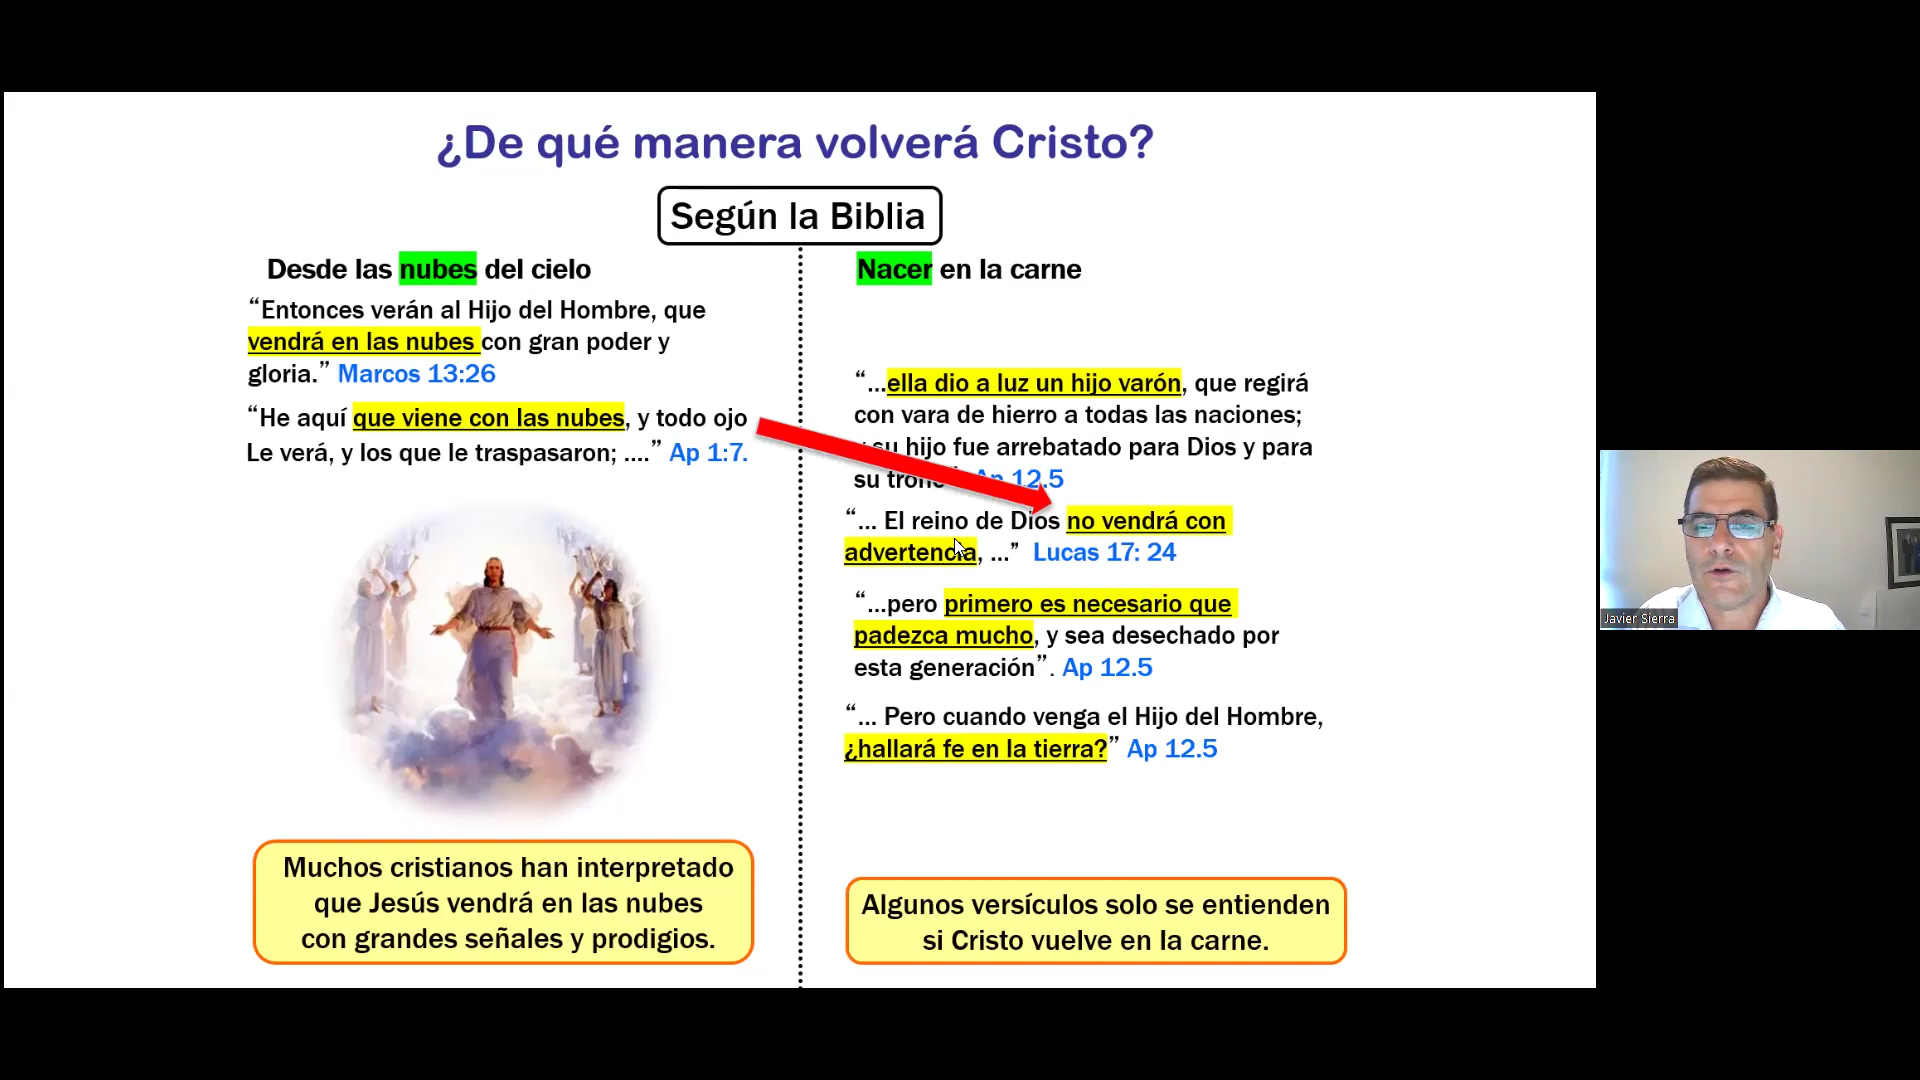 ¿De qué manera volverá Cristo?
Según la Biblia
Desde las nubes del cielo
“Entonces verán al Hijo del Hombre, que
vendrá en las nubes con gran poder y
gloria.” Marcos 13:26
“He aquí que viene con las nubes, y todo ojo
Le verá, y los que le traspasaron; ....” Ap 1:7.
Muchos cristianos han interpretado
que Jesús vendrá en las nubes
con grandes señales y prodigios.
Nacer en la carne
“...ella dio a luz un hijo varón, que regirá
con vara de hierro a todas las naciones;
su hijo fue arrebatado para Dios y para
su trono Ap 12.5
“... El reino de Dios no vendrá con
advertencia, ...” Lucas 17: 24
“...pero primero es necesario que
padezca mucho, y sea desechado por
esta generación”. Ap 12.5
“... Pero cuando venga el Hijo del Hombre,
¿hallará fe en la tierra?” Ap 12.5
Algunos versículos solo se entienden
si Cristo vuelve en la carne.
Javier Sierra